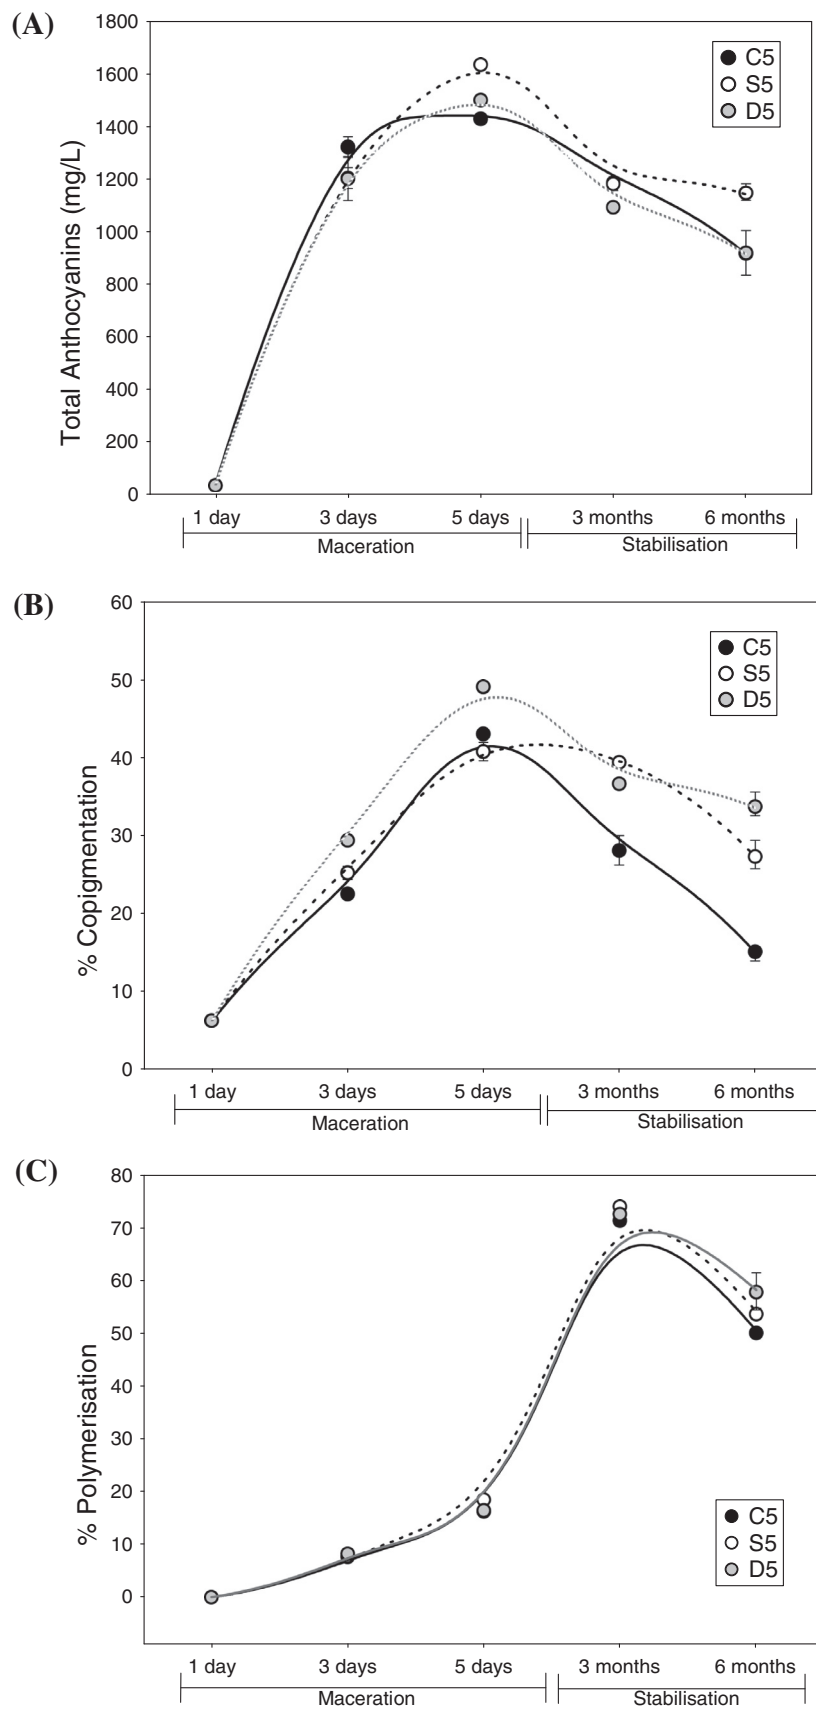 (A)
Total Anthocyanins (mg/L)
1800
1600
1400
1200
1000
800
600
400
200
0
C5
S5
D5
1 day 3 days 5 days 3 months 6 months
Maceration Stabilisation
(B)
% Copigmentation
60
50
40
30
20
10
0
C5
S5
D5
1 day 3 days 5 days 3 months 6 months
Maceration Stabilisation
(C)
% Polymerisation
80
70
60
50
40
30
20
10
0
C5
S5
D5
1 day 3 days 5 days 3 months 6 months
Maceration Stabilisation